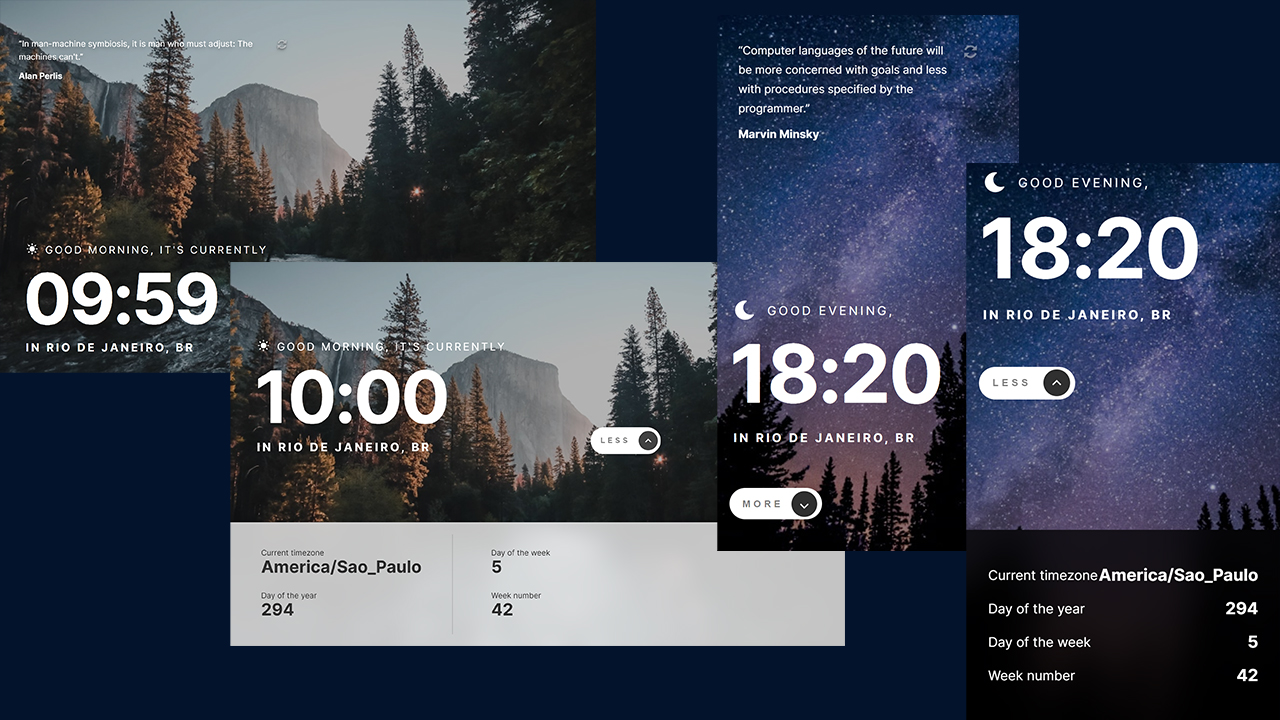 “In man-machine symbiosis, it is man who must adjust: The
machines can't.”
Alan Perlis
GOOD MORNING, IT'S CURRENTLY
09:59
IN RIO DE JANEIRO, BR
GOOD MORNING, IT'S CURRENTLY
10:00
IN RIO DE JANEIRO, BR
LESS
Current timezone
America/Sao_Paulo
Day of the year
294
Day of the week
5
Week number
42
“Computer languages of the future will
be more concerned with goals and less
with procedures specified by the
programmer.”
Marvin Minsky
GOOD EVENING,
18:20
IN RIO DE JANEIRO, BR
MORE
GOOD EVENING,
18:20
IN RIO DE JANEIRO, BR
LESS
Current timezone America/Sao_Paulo
Day of the year 294
Day of the week 5
Week number 42